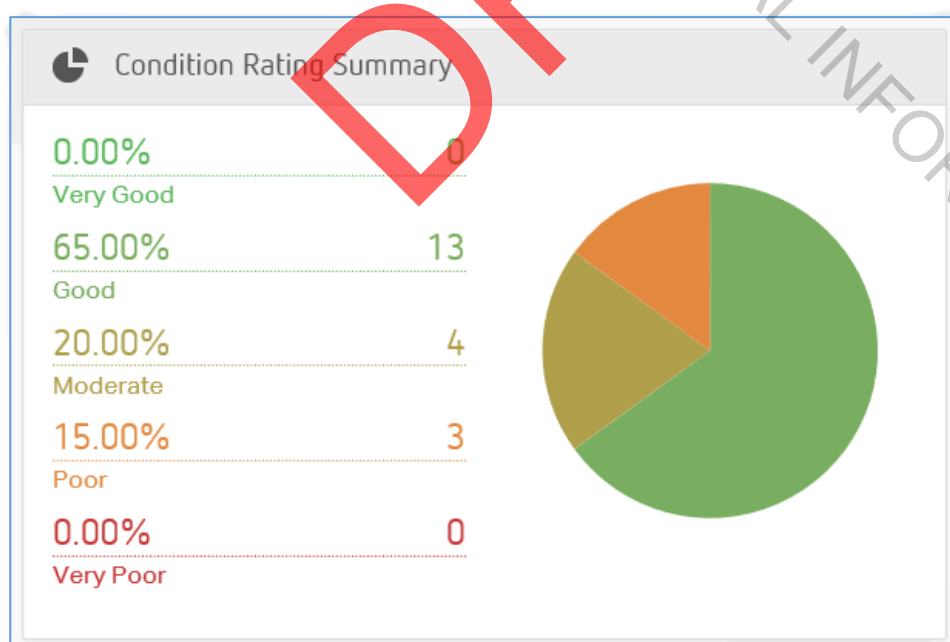 Condition Rating Summary
0.00% 0
Very Good
65.00% 13
Good
20.00% 4
Moderate
15.00% 3
Poor
0.00% 0
Very Poor